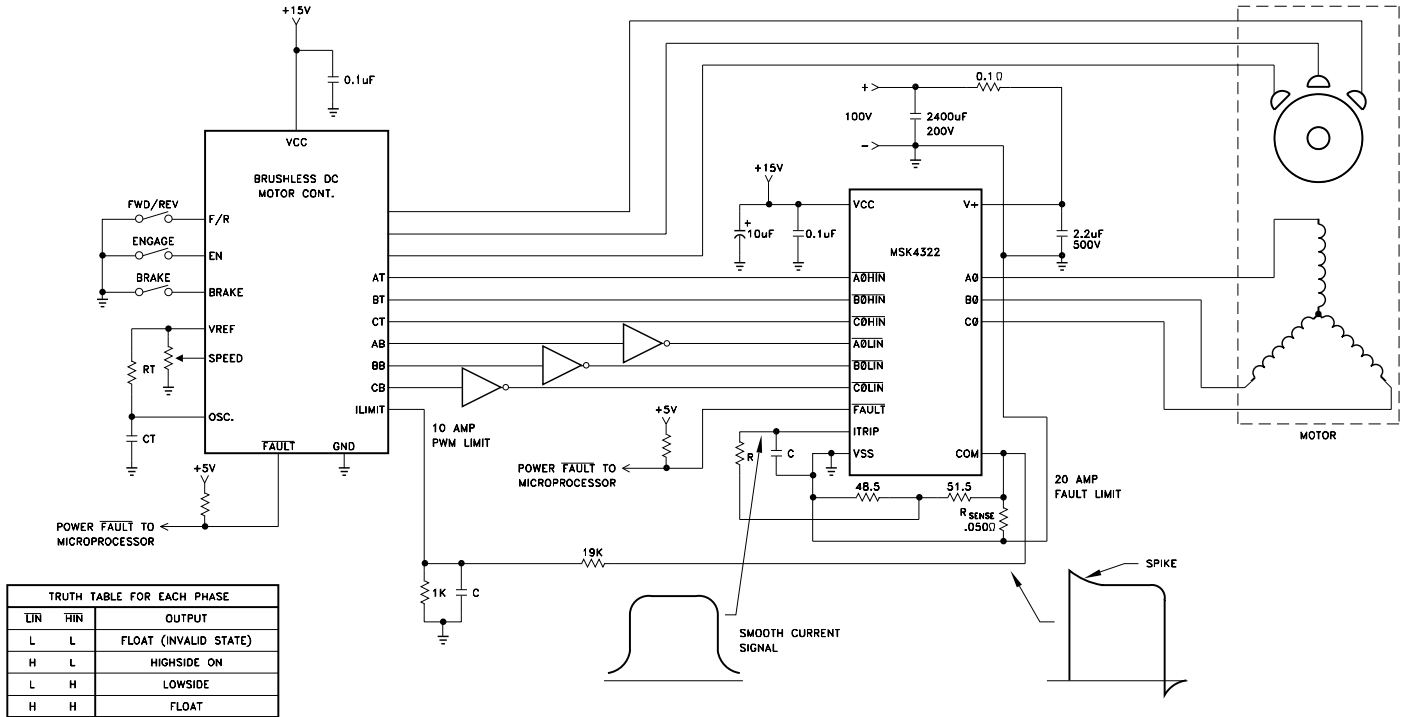 +15V
0.1uF
VCC
BRUSHLESS DC
MOTOR CONT.
FWD/REV
F/R
ENGAGE
EN
BRAKE
BRAKE
VREF
SPEED
RT
OSC.
CT
+5V
FAULT
GND
POWER FAULT TO
MICROPROCESSOR
AT
BT
CT
AB
BB
CB
ILIMIT
10 AMP
PWM LIMIT
+
100V
-
2400uF
200V
0.1Ω
+15V
+
10uF
0.1uF
VCC
V+
2.2uF
500V
MSK4322
AØHIN
BØHIN
CØHIN
AØLIN
BØLIN
CØLIN
FAULT
ITRIP
VSS
AØ
BØ
CØ
COM
MOTOR
+5V
POWER FAULT TO
MICROPROCESSOR
R
C
48.5
51.5
RSENSE
.050Ω
20 AMP
FAULT LIMIT
19K
1K
C
SMOOTH CURRENT
SIGNAL
SPIKE
TRUTH TABLE FOR EACH PHASE
LIN HIN OUTPUT
L L FLOAT (INVALID STATE)
H L HIGHSIDE ON
L H LOWSIDE
H H FLOAT